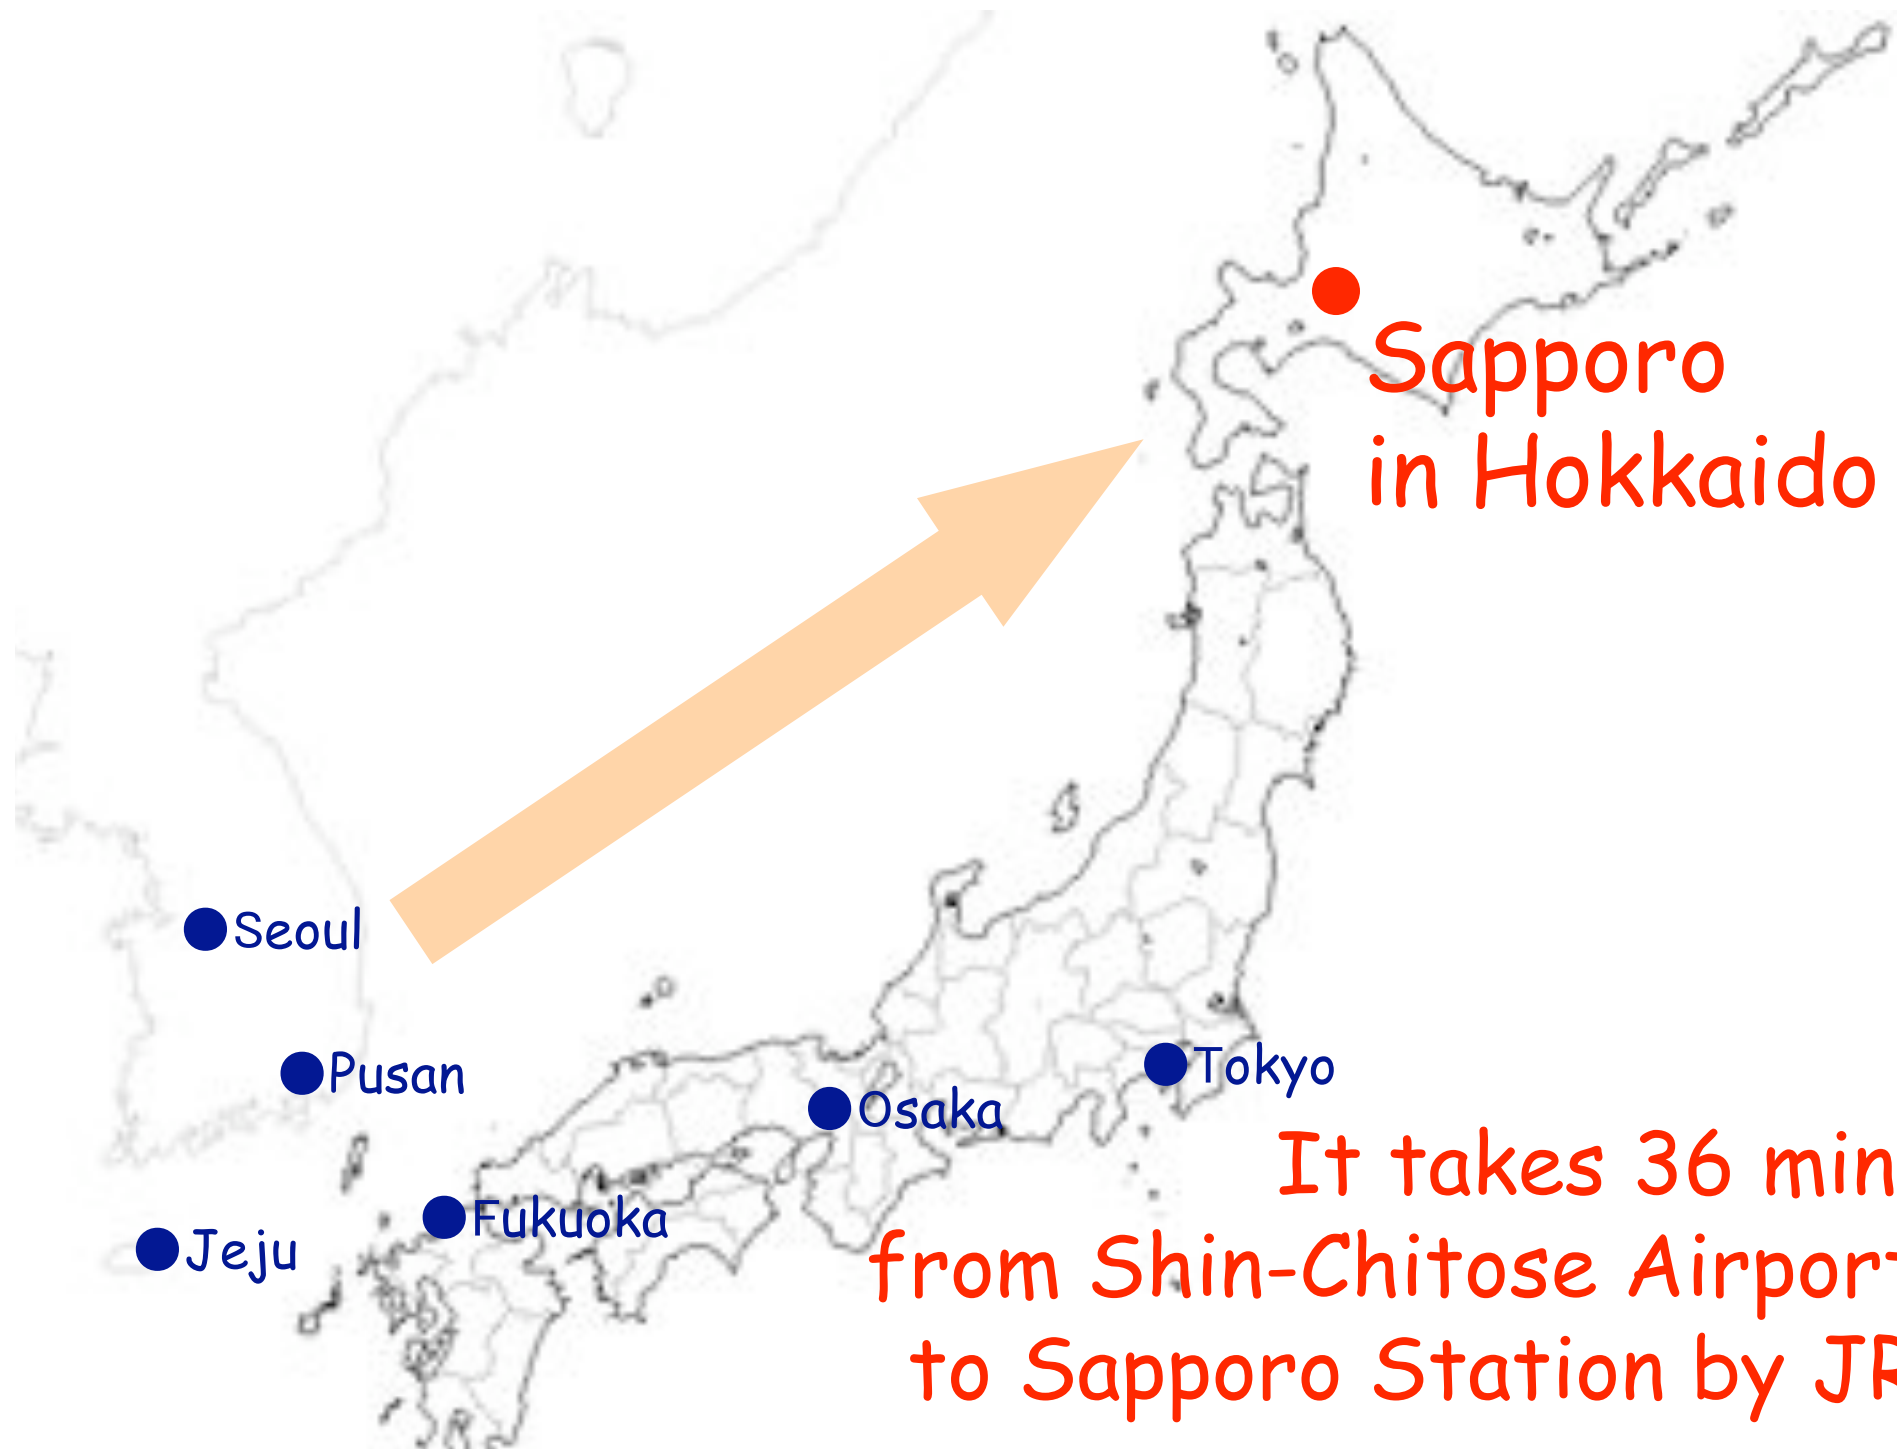 Sapporo
in Hokkaido
Seoul
Pusan
Tokyo
Osaka
Fukuoka
Jeju
It takes 36 min
from Shin-Chitose Airport
to Sapporo Station by JR